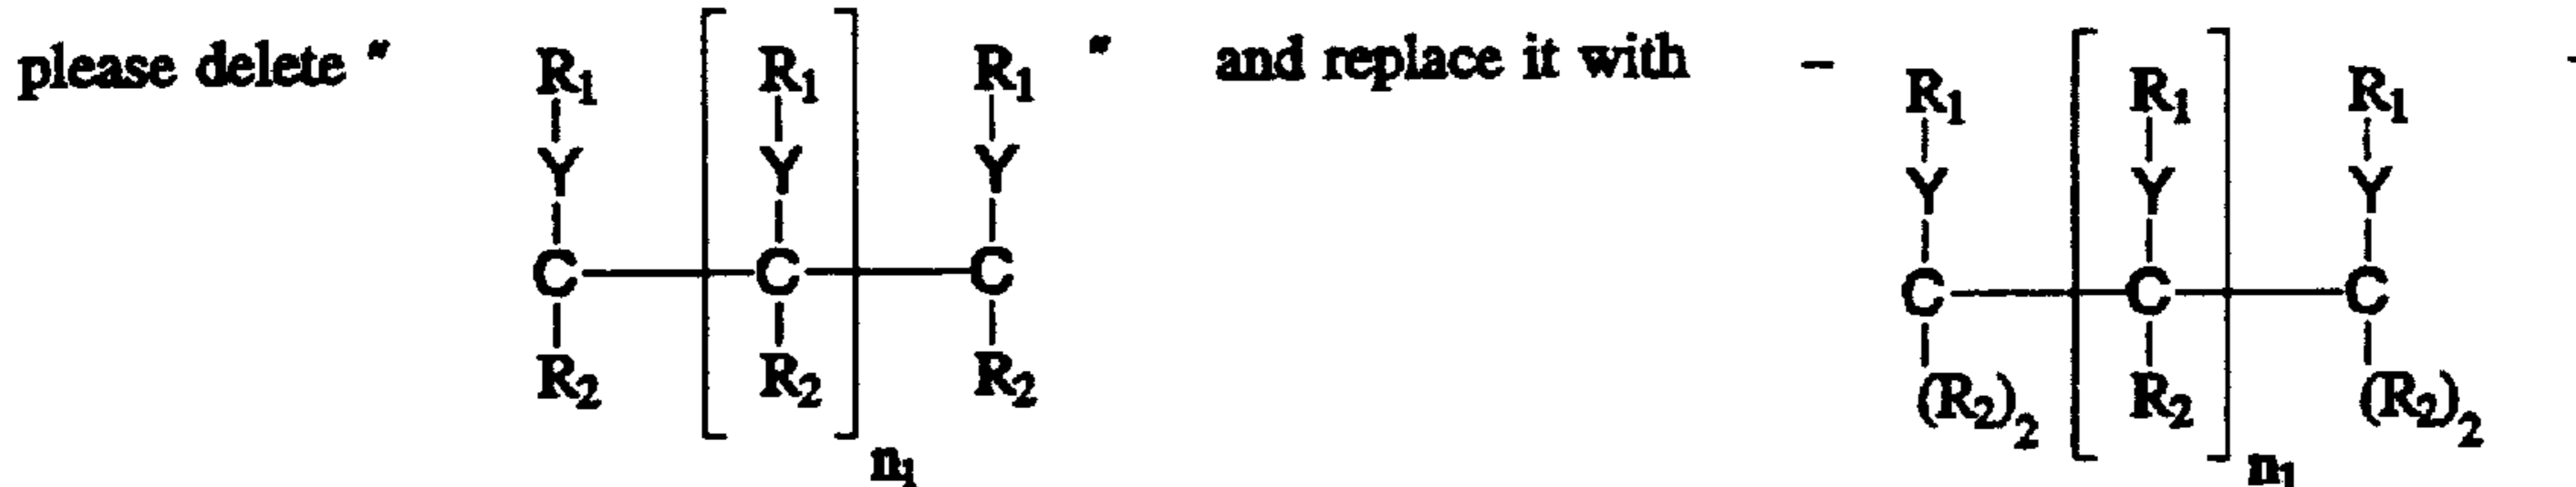 please delete " R1 R1 R1 " and replace it with – R1 R1 R1 –
Y Y Y Y Y Y
C C C C C C
R2 R2 R2 (R2)2 R2 (R2)2
n1 n1